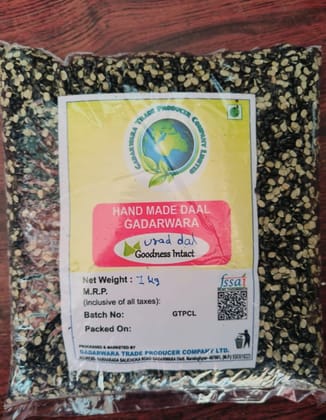 GADARWARA TRADE PRODUCER COMPANY LIMITED
HAND MADE DAAL
GADARWARA
urad dal
Goodness Intact
Net Weight : 1 kg
M.R.P.
(inclusive of all taxes):
Batch No: GTPCL
Packed On:
fssai
PROCESSED & MARKETED BY
GADARWARA TRADE PRODUCER COMPANY LTD.